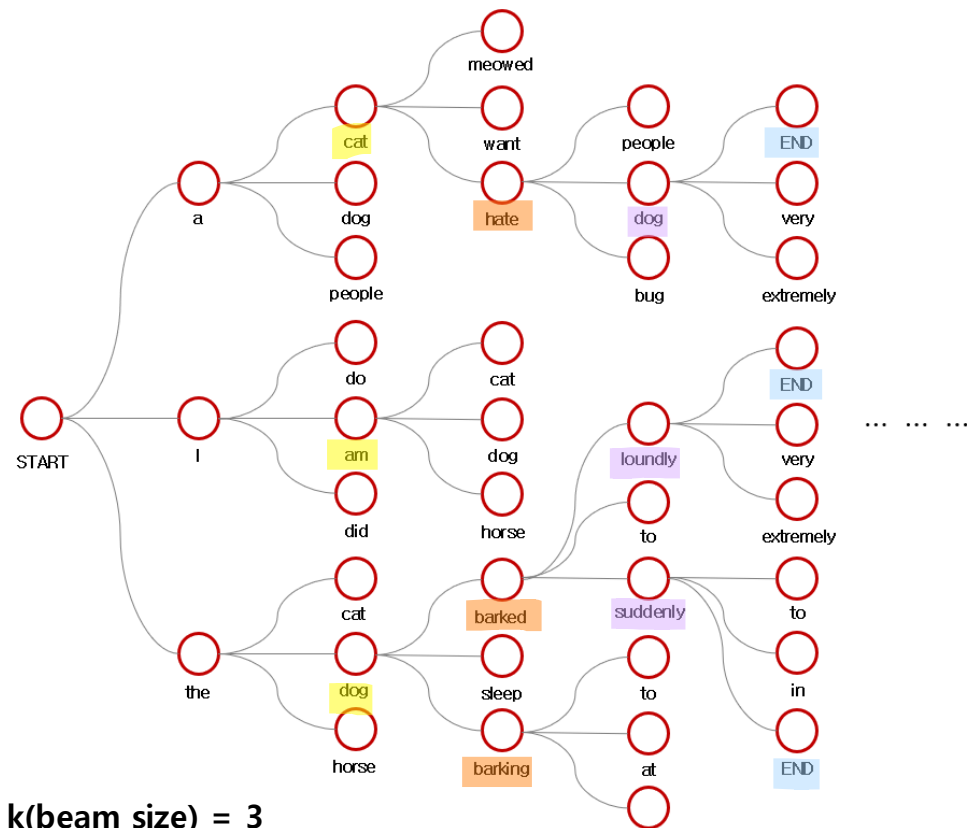 meowed
cat
want
people
END
a
dog
hate
dog
very
people
bug
extremely
do
cat
END
START
I
am
dog
loundly
very
... ... ...
did
horse
to
extremely
cat
barked
suddenly
to
the
dog
sleep
to
in
horse
barking
at
END
k(beam size) = 3